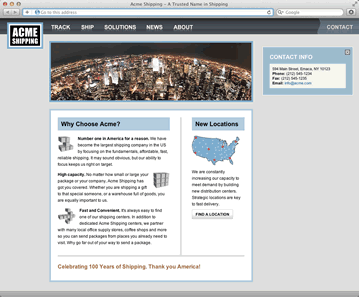 Acme Shipping – A Trusted Name in Shipping
Go to this address
Google
ACME
SHIPPING
TRACK SHIP SOLUTIONS NEWS ABOUT CONTACT
CONTACT INFO
594 Main Street, Emaica, NY 10123
Phone: (212) 545-1234
Fax: (212) 545-1235
Email: info@acme.com
Why Choose Acme?
Number one in America for a reason. We have
become the largest shipping company in the US
by focusing on the fundamentals, affordable, fast,
reliable shipping. It may sound obvious, but our ability to
focus keeps us right on target.
High capacity. No matter how small or large your
package or your company, Acme Shipping has
got you covered. Whether you are shipping a gift
to that special someone, or a warehouse full of goods, you
are equally important to us.
Fast and Convenient. It's always easy to find
one of our shipping centers. In addition to
dedicated Acme Shipping centers, we partner
with many local office supply stores, coffee shops and more
so you can send packages from places you already need to
visit. Why go far out of your way to send a package.
New Locations
We are constantly
increasing our capacity to
meet demand by building
new distribution centers.
Strategic locations are key
to fast delivery.
FIND A LOCATION
Celebrating 100 Years of Shipping. Thank you America!